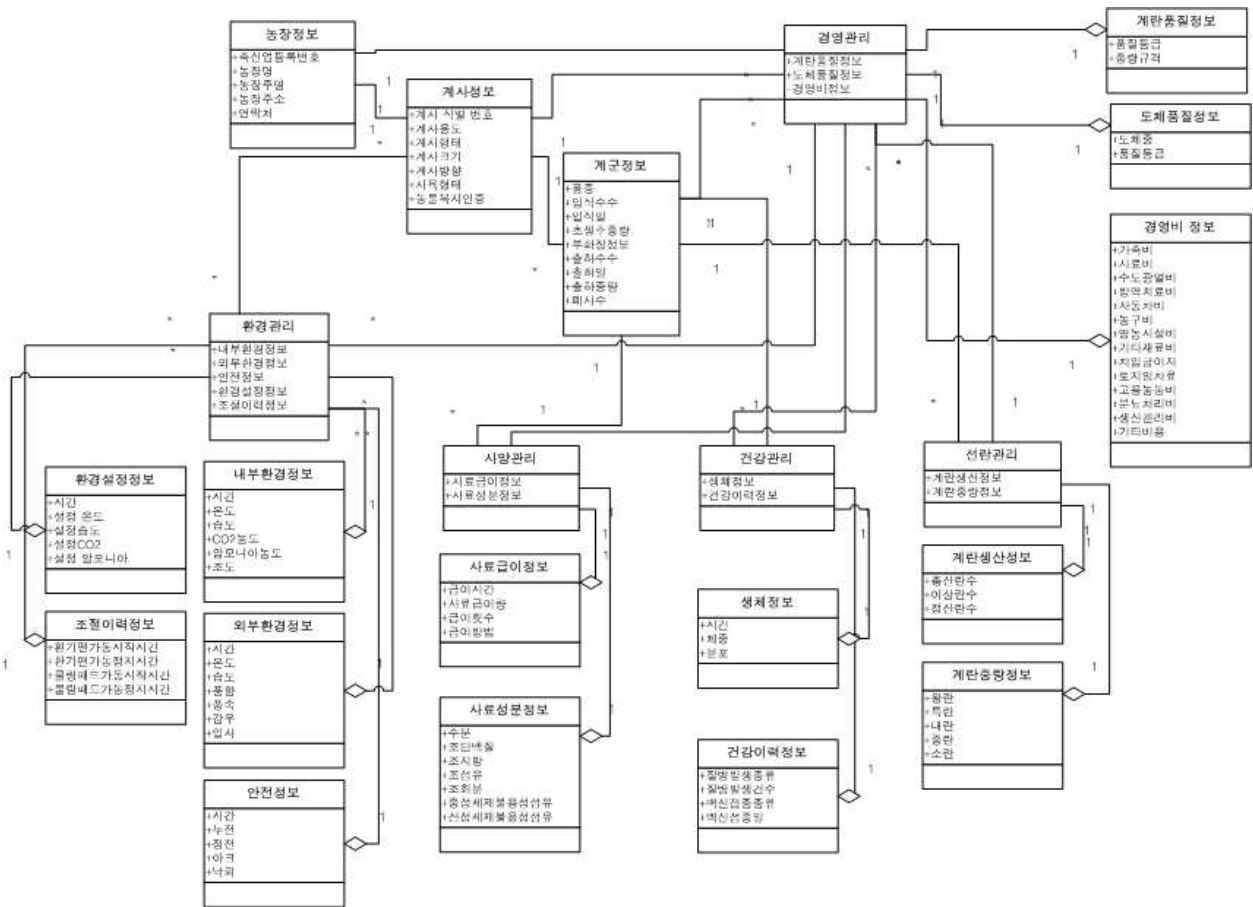 농장정보
+축산업등록번호
+농장명
+농장주명
+농장주소
+연락처
계사정보
+계사 식별 번호
+계사용도
+계사형태
+계사크기
+계사방향
+사육형태
+동물복지인증
계군정보
+품종
+입식수수
+입식일
+초생추중량
+부화장정보
+출하수수
+출하일
+출하중량
+폐사수
경영관리
+계란품질정보
+도체품질정보
-경영비정보
계란품질정보
+품질등급
+중량규격
도체품질정보
+도체중
+품질등급
경영비 정보
+가축비
+사료비
+수도광열비
+방역치료비
+자동차비
+농구비
+영농시설비
+기타재료비
+차입금이자
+토지임차료
+고용노동비
+분뇨처리비
+생산관리비
+기타비용
환경관리
+내부환경정보
+외부환경정보
+안전정보
+환경설정정보
+조절이력정보
환경설정정보
+시간
+설정 온도
+설정습도
+설정CO2
+설정 암모니아
조절이력정보
+환기팬가동시작시간
+환기팬가동정지시간
+쿨링패드가동시작시간
+쿨링패드가동정지시간
내부환경정보
+시간
+온도
+습도
+CO2농도
+암모니아농도
+조도
외부환경정보
+시간
+온도
+습도
+풍향
+풍속
+감우
+일사
안전정보
+시간
+누전
+정전
+아크
+낙뢰
사양관리
+사료급이정보
+사료성분정보
사료급이정보
+급이시간
+사료급이량
+급이횟수
+급이방법
사료성분정보
+수분
+조단백질
+조지방
+조섬유
+조회분
+중성세제불용성섬유
+산성세제불용성섬유
건강관리
+생체정보
+건강이력정보
생체정보
+시간
+체중
+분포
건강이력정보
+질병발생종류
+질병발생건수
+백신접종종류
+백신접종일
선란관리
+계란생산정보
+계란중량정보
계란생산정보
+총산란수
+이상란수
+정산란수
계란중량정보
+왕란
+특란
+대란
+중란
+소란